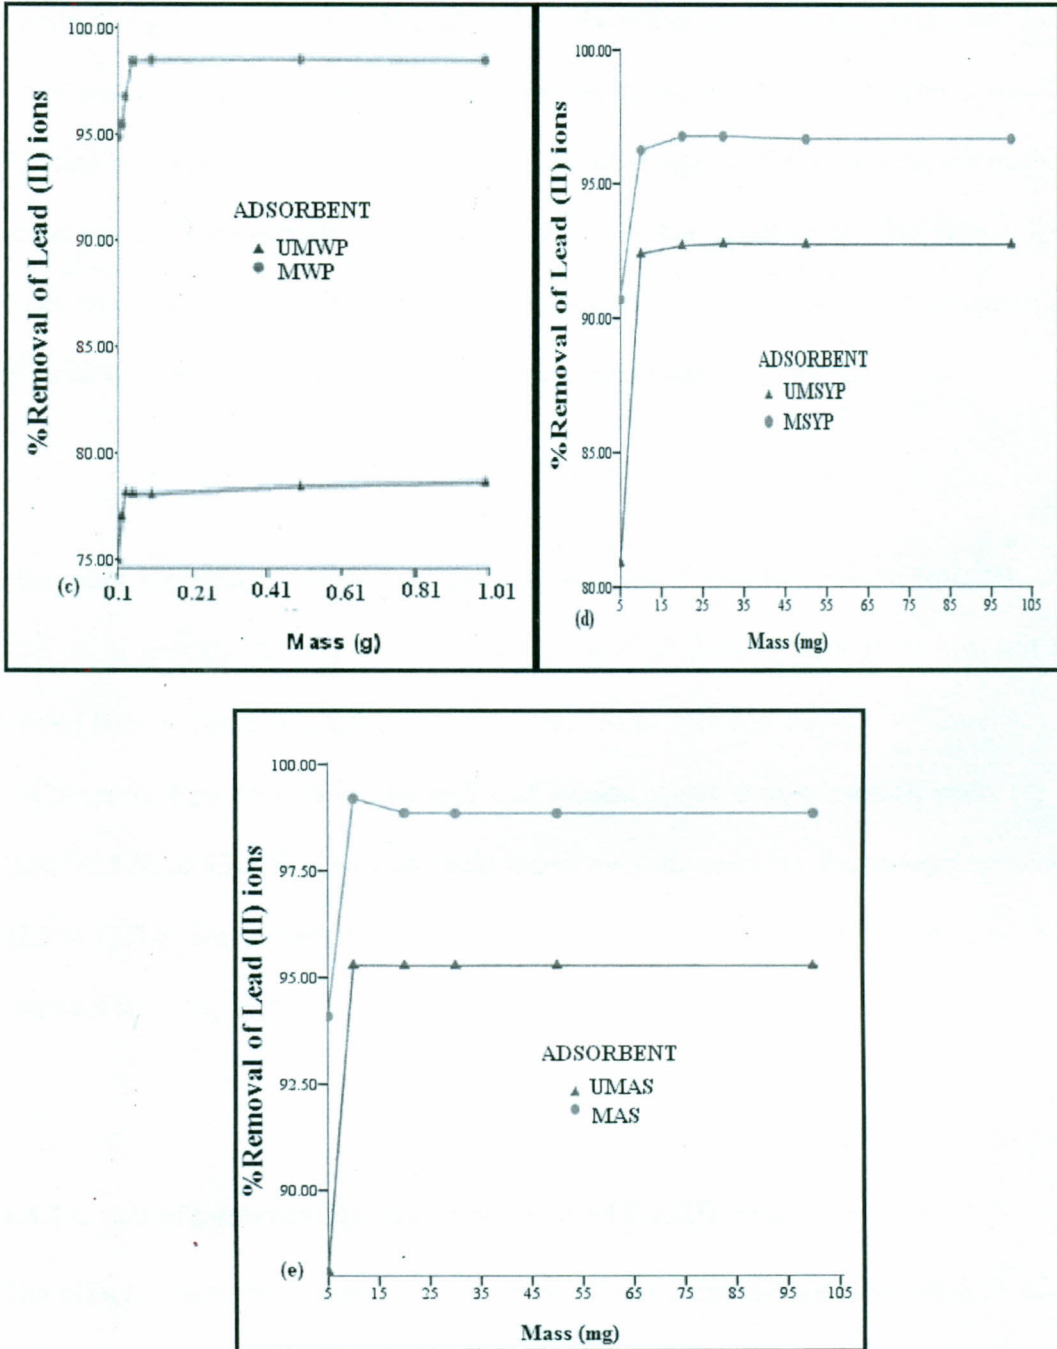 %Removal of Lead (II) ions
100.00
95.00
90.00
85.00
80.00
75.00
ADSORBENT
UMWP
MWP
(c)
0.1 0.21 0.41 0.61 0.81 1.01
Mass (g)
%Removal of Lead (II) ions
100.00
95.00
90.00
85.00
80.00
ADSORBENT
UMSYP
MSYP
(d)
5 15 25 35 45 55 65 75 85 95 105
Mass (mg)
%Removal of Lead (II) ions
100.00
97.50
95.00
92.50
90.00
ADSORBENT
UMAS
MAS
(e)
5 15 25 35 45 55 65 75 85 95 105
Mass (mg)